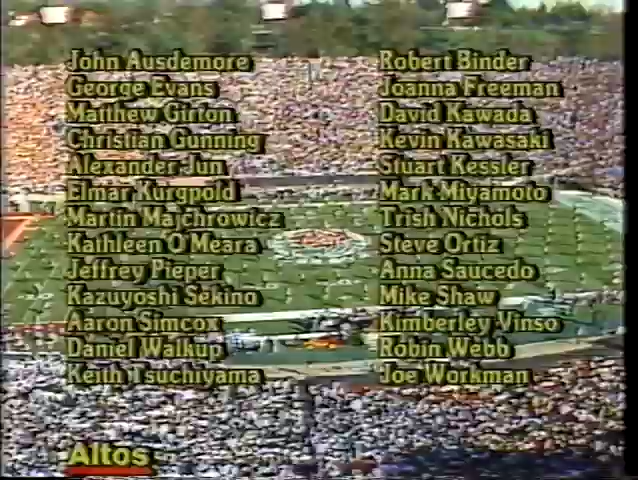 John Ausdemore
George Evans
Matthew Girton
Christian Gunning
Alexander Jun
Elmar Kurgpold
Martin Majchrowicz
Kathleen O'Meara
Jeffrey Pieper
Kazuyoshi Sekino
Aaron Simcox
Daniel Walkup
Keith Tsuchiyama
Robert Binder
Joanna Freeman
David Kawada
Kevin Kawasaki
Stuart Kessler
Mark Miyamoto
Trish Nichols
Steve Ortiz
Anna Saucedo
Mike Shaw
Kimberley Vinso
Robin Webb
Joe Workman
Altos